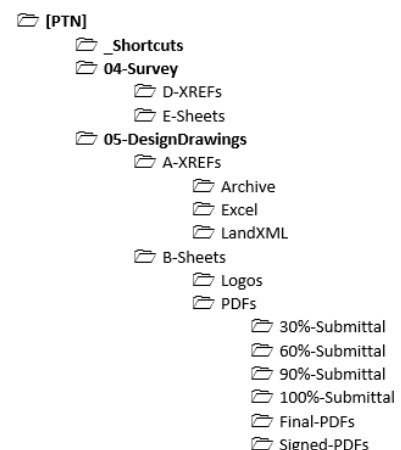 [PTN]
_Shortcuts
04-Survey
D-XREFs
E-Sheets
05-DesignDrawings
A-XREFs
Archive
Excel
LandXML
B-Sheets
Logos
PDFs
30%-Submittal
60%-Submittal
90%-Submittal
100%-Submittal
Final-PDFs
Signed-PDFs